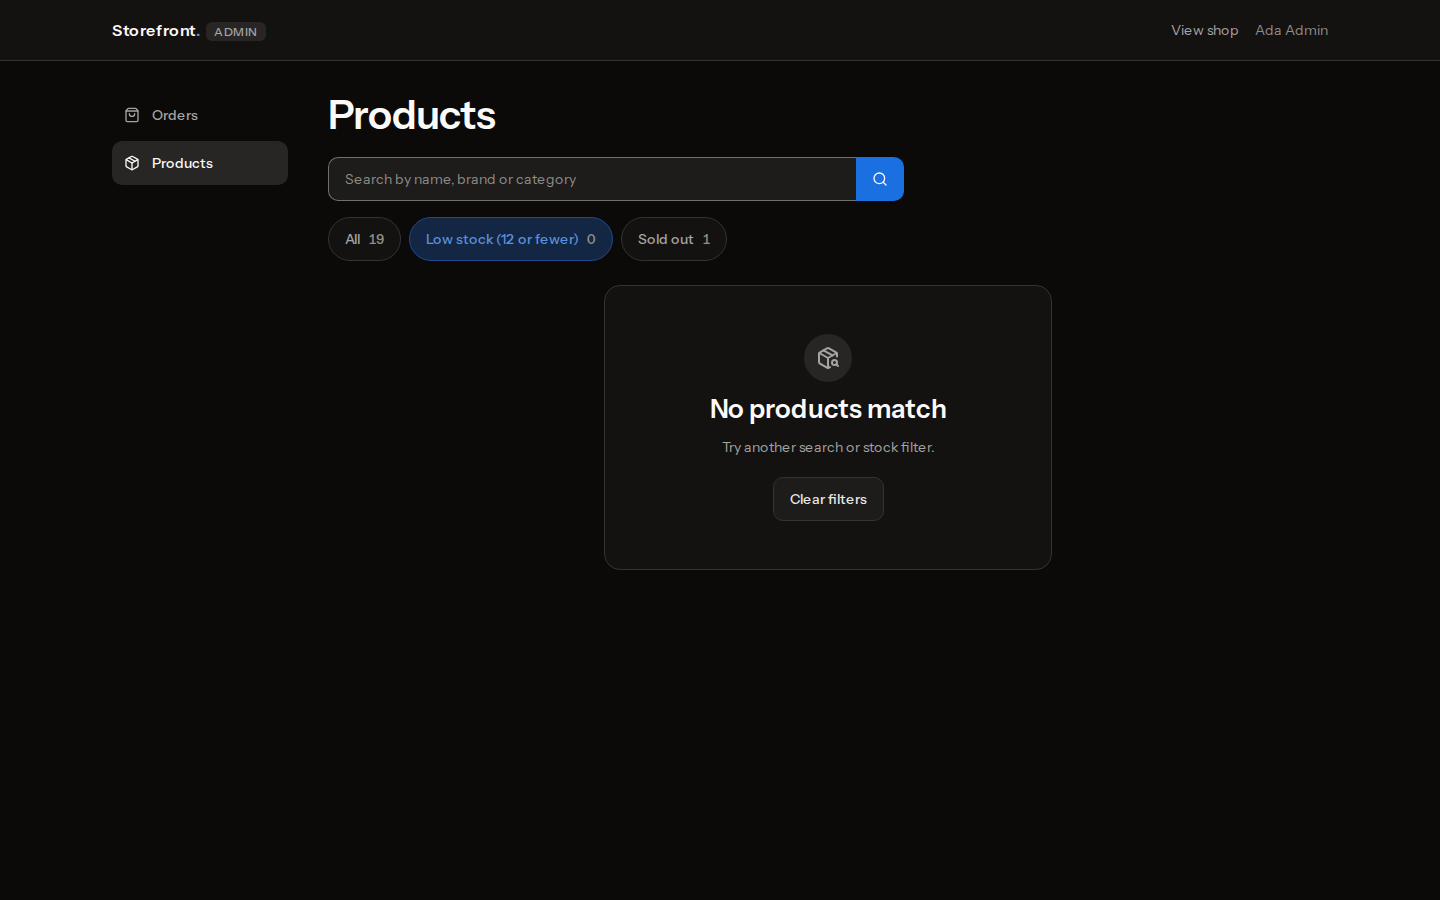 Storefront. ADMIN
View shop Ada Admin
Orders
Products
Products
Search by name, brand or category
All 19 Low stock (12 or fewer) 0 Sold out 1
No products match
Try another search or stock filter.
Clear filters